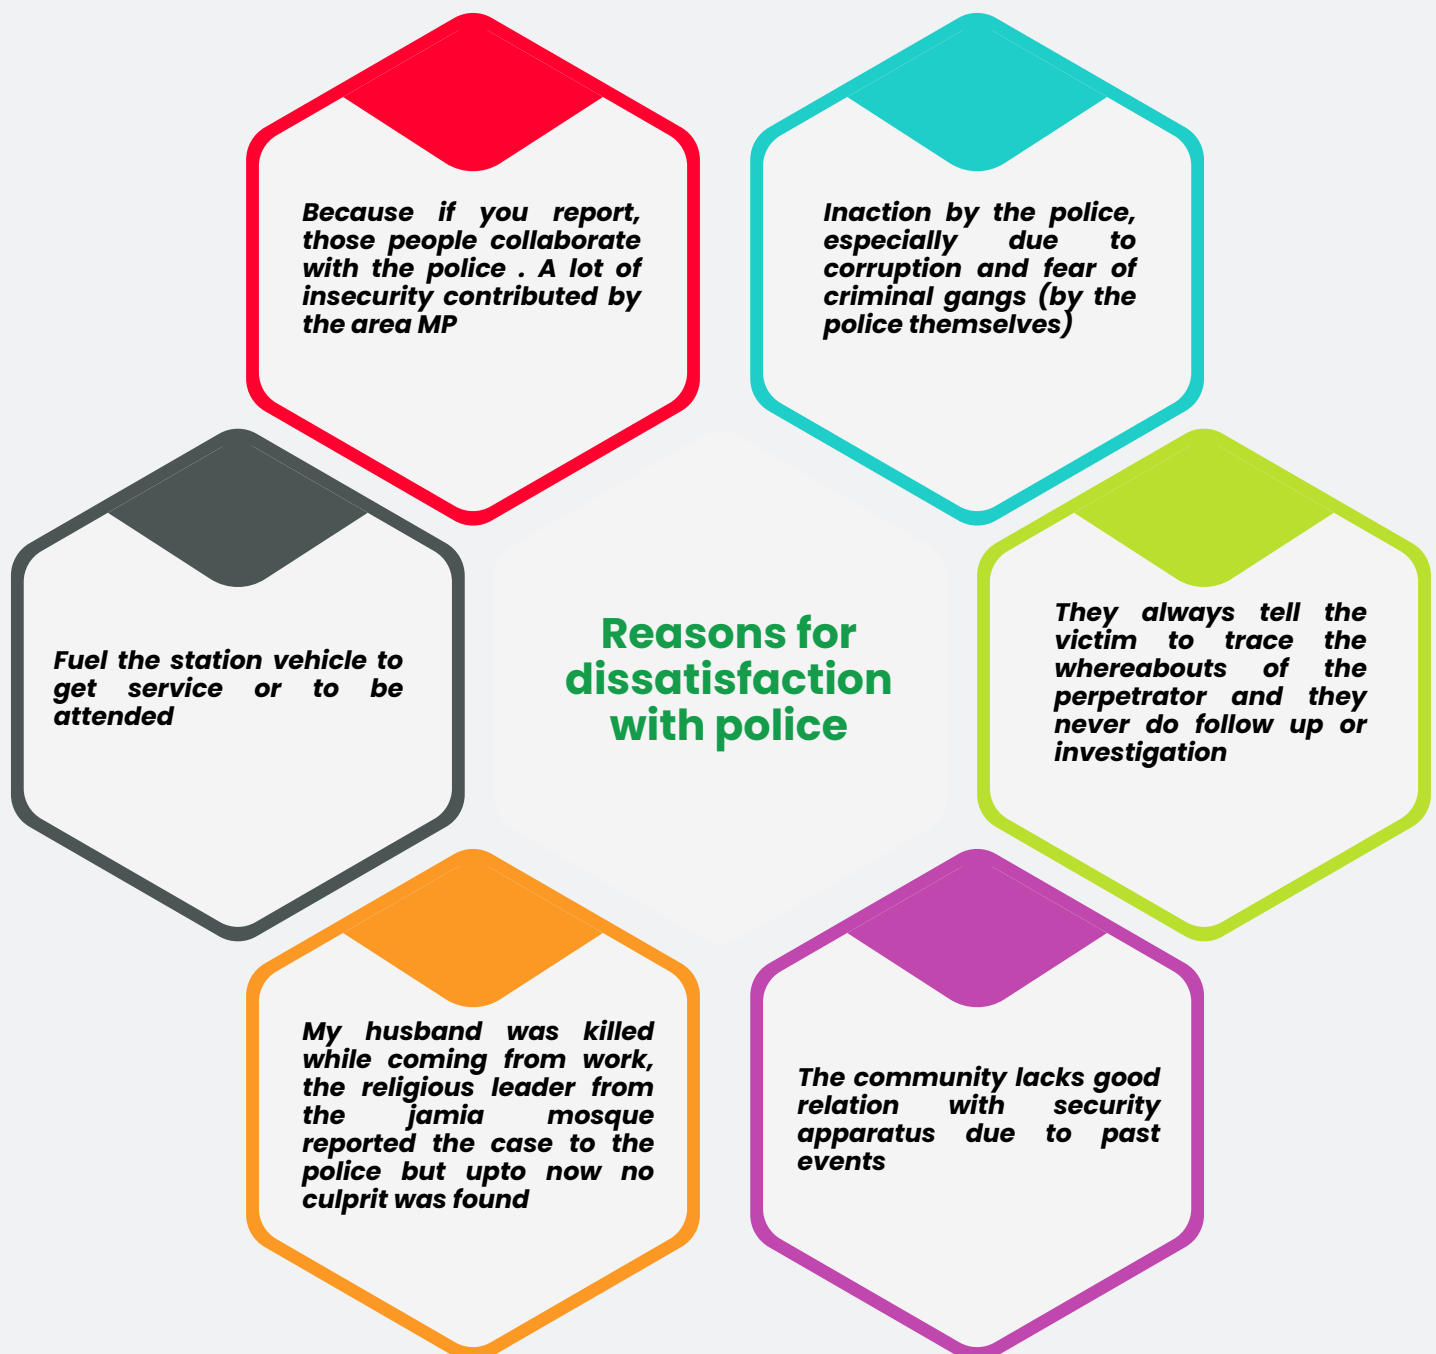 Because if you report,
those people collaborate
with the police . A lot of
insecurity contributed by
the area MP
Inaction by the police,
especially due to
corruption and fear of
criminal gangs (by the
police themselves)
Fuel the station vehicle to
get service or to be
attended
Reasons for
dissatisfaction
with police
They always tell the
victim to trace the
whereabouts of the
perpetrator and they
never do follow up or
investigation
My husband was killed
while coming from work,
the religious leader from
the jamia mosque
reported the case to the
police but upto now no
culprit was found
The community lacks good
relation with security
apparatus due to past
events